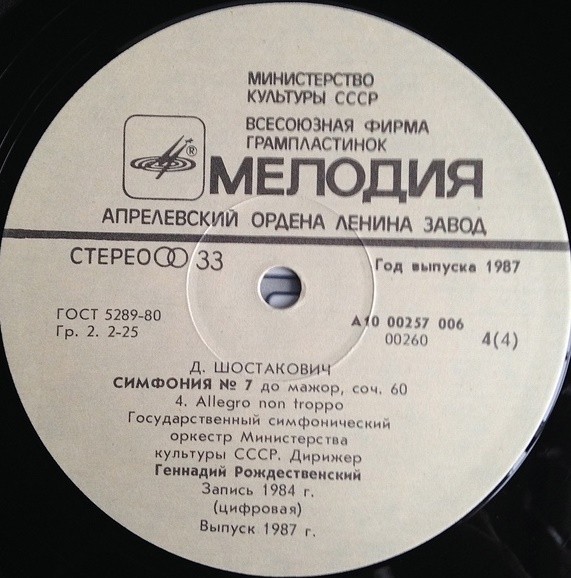 МИНИСТЕРСТВО
КУЛЬТУРЫ СССР
ВСЕСОЮЗНАЯ ФИРМА
ГРАМПЛАСТИНОК
®
МЕЛОДИЯ
АПРЕЛЕВСКИЙ ОРДЕНА ЛЕНИНА ЗАВОД
СТЕРЕО 33
Год выпуска 1987
ГОСТ 5289-80
Гр. 2. 2-25
А10 00257 006
00260 4(4)
Д. ШОСТАКОВИЧ
СИМФОНИЯ № 7 до мажор, соч. 60
4. Allegro non troppo
Государственный симфонический
оркестр Министерства
культуры СССР. Дирижер
Геннадий Рождественский
Запись 1984 г.
(цифровая)
Выпуск 1987 г.